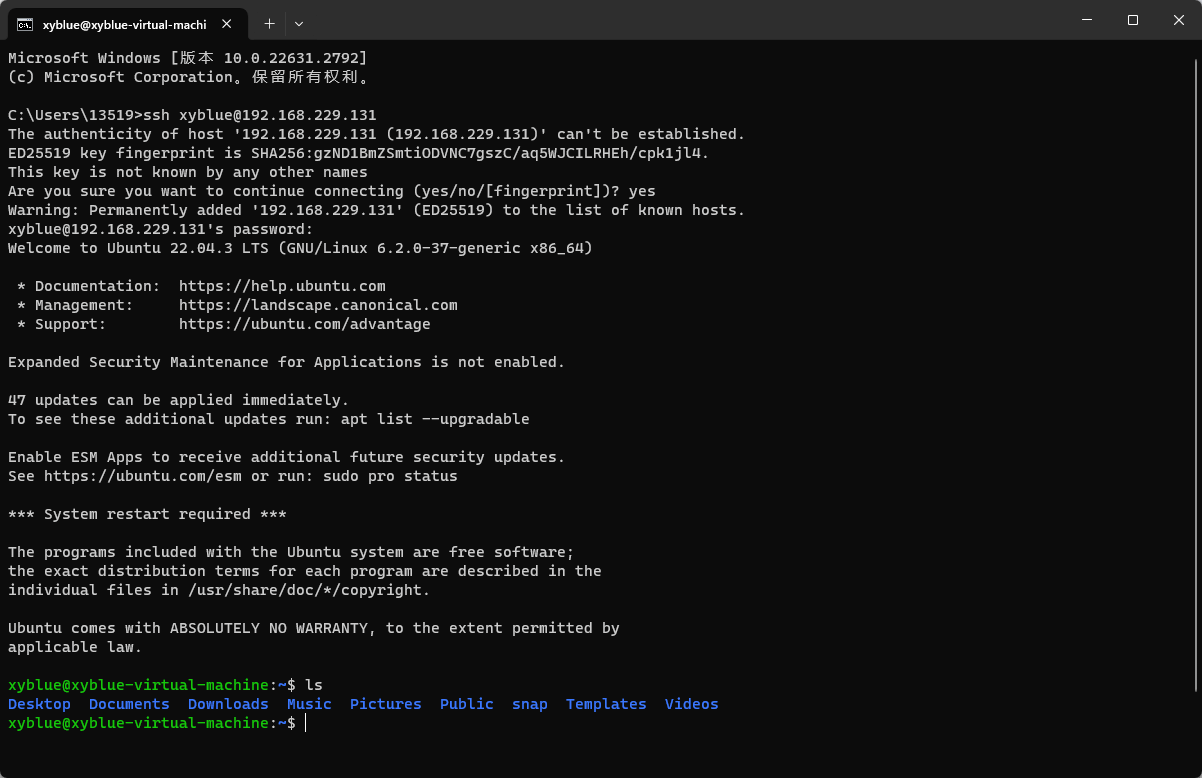 xyblue@xyblue-virtual-machi
Microsoft Windows [版本 10.0.22631.2792]
(c) Microsoft Corporation。保留所有权利。
C:\Users\13519>ssh xyblue@192.168.229.131
The authenticity of host '192.168.229.131 (192.168.229.131)' can't be established.
ED25519 key fingerprint is SHA256:gzND1BmZSmtiODVNC7gszC/aq5WJCILRHEh/cpk1jl4.
This key is not known by any other names
Are you sure you want to continue connecting (yes/no/[fingerprint])? yes
Warning: Permanently added '192.168.229.131' (ED25519) to the list of known hosts.
xyblue@192.168.229.131's password:
Welcome to Ubuntu 22.04.3 LTS (GNU/Linux 6.2.0-37-generic x86_64)
* Documentation:  https://help.ubuntu.com
* Management:     https://landscape.canonical.com
* Support:        https://ubuntu.com/advantage
Expanded Security Maintenance for Applications is not enabled.
47 updates can be applied immediately.
To see these additional updates run: apt list --upgradable
Enable ESM Apps to receive additional future security updates.
See https://ubuntu.com/esm or run: sudo pro status
*** System restart required ***
The programs included with the Ubuntu system are free software;
the exact distribution terms for each program are described in the
individual files in /usr/share/doc/*/copyright.
Ubuntu comes with ABSOLUTELY NO WARRANTY, to the extent permitted by
applicable law.
xyblue@xyblue-virtual-machine:~$ ls
Desktop  Documents  Downloads  Music  Pictures  Public  snap  Templates  Videos
xyblue@xyblue-virtual-machine:~$